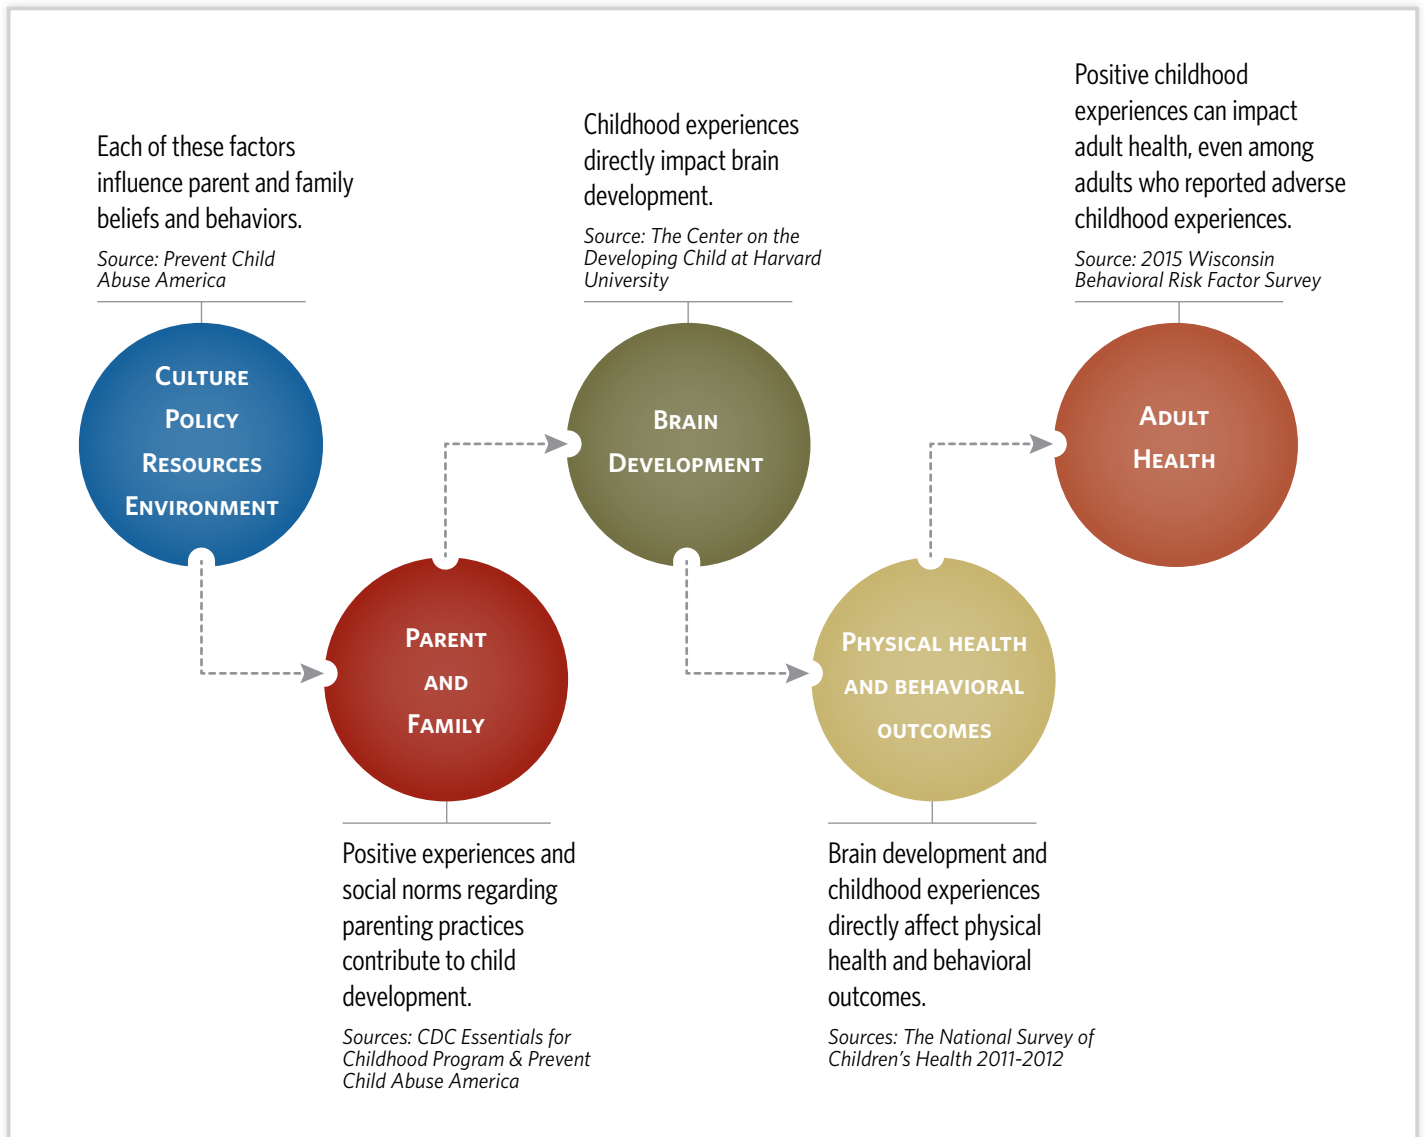 Each of these factors
influence parent and family
beliefs and behaviors.
Source: Prevent Child
Abuse America
CULTURE
POLICY
RESOURCES
ENVIRONMENT
PARENT
AND
FAMILY
Positive experiences and
social norms regarding
parenting practices
contribute to child
development.
Sources: CDC Essentials for
Childhood Program & Prevent
Child Abuse America
Childhood experiences
directly impact brain
development.
Source: The Center on the
Developing Child at Harvard
University
BRAIN
DEVELOPMENT
PHYSICAL HEALTH
AND BEHAVIORAL
OUTCOMES
Brain development and
childhood experiences
directly affect physical
health and behavioral
outcomes.
Sources: The National Survey of
Children’s Health 2011-2012
Positive childhood
experiences can impact
adult health, even among
adults who reported adverse
childhood experiences.
Source: 2015 Wisconsin
Behavioral Risk Factor Survey
ADULT
HEALTH